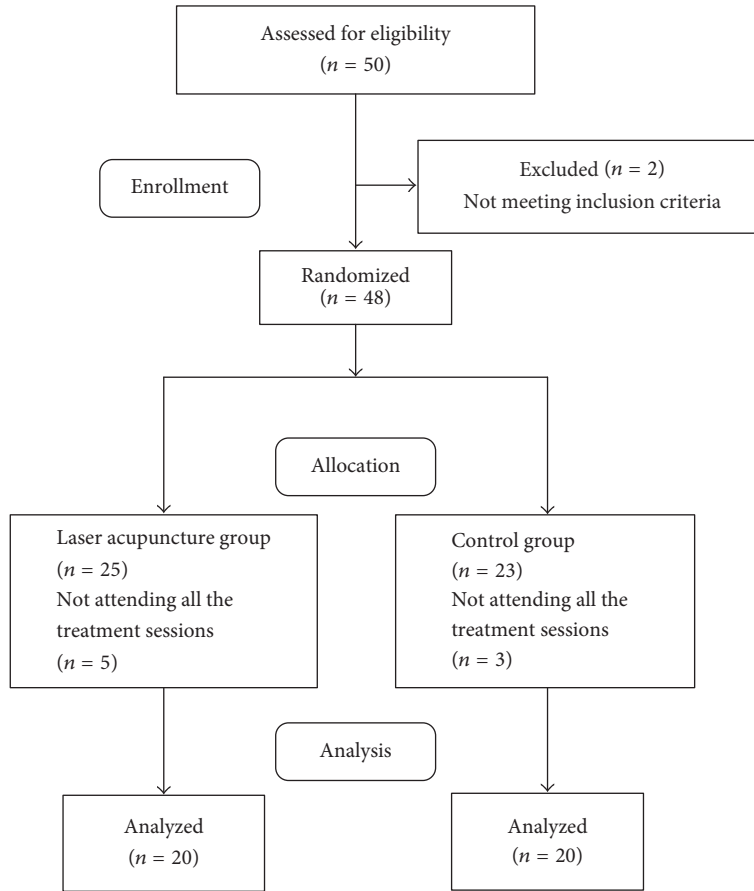 Assessed for eligibility
(n = 50)
Enrollment
Excluded (n = 2)
Not meeting inclusion criteria
Randomized
(n = 48)
Allocation
Laser acupuncture group
(n = 25)
Not attending all the
treatment sessions
(n = 5)
Control group
(n = 23)
Not attending all the
treatment sessions
(n = 3)
Analysis
Analyzed
(n = 20)
Analyzed
(n = 20)